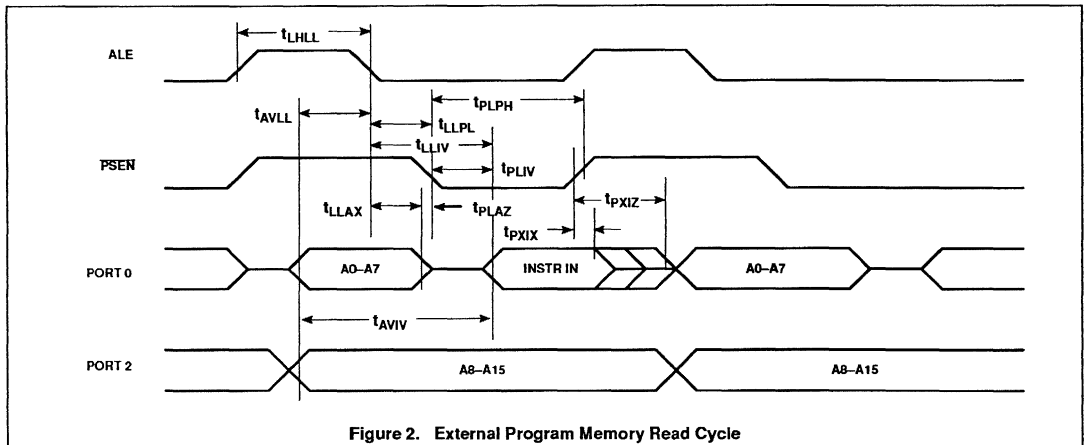 ALE
tLHLL
tAVLL
tLLPL
tPLPH
tLLIV
PSEN
tPLIV
tLLAX
tPLAZ
tPXIZ
tPXIX
PORT 0
A0–A7
INSTR IN
A0–A7
tAVIV
PORT 2
A8–A15
A8–A15
Figure 2. External Program Memory Read Cycle